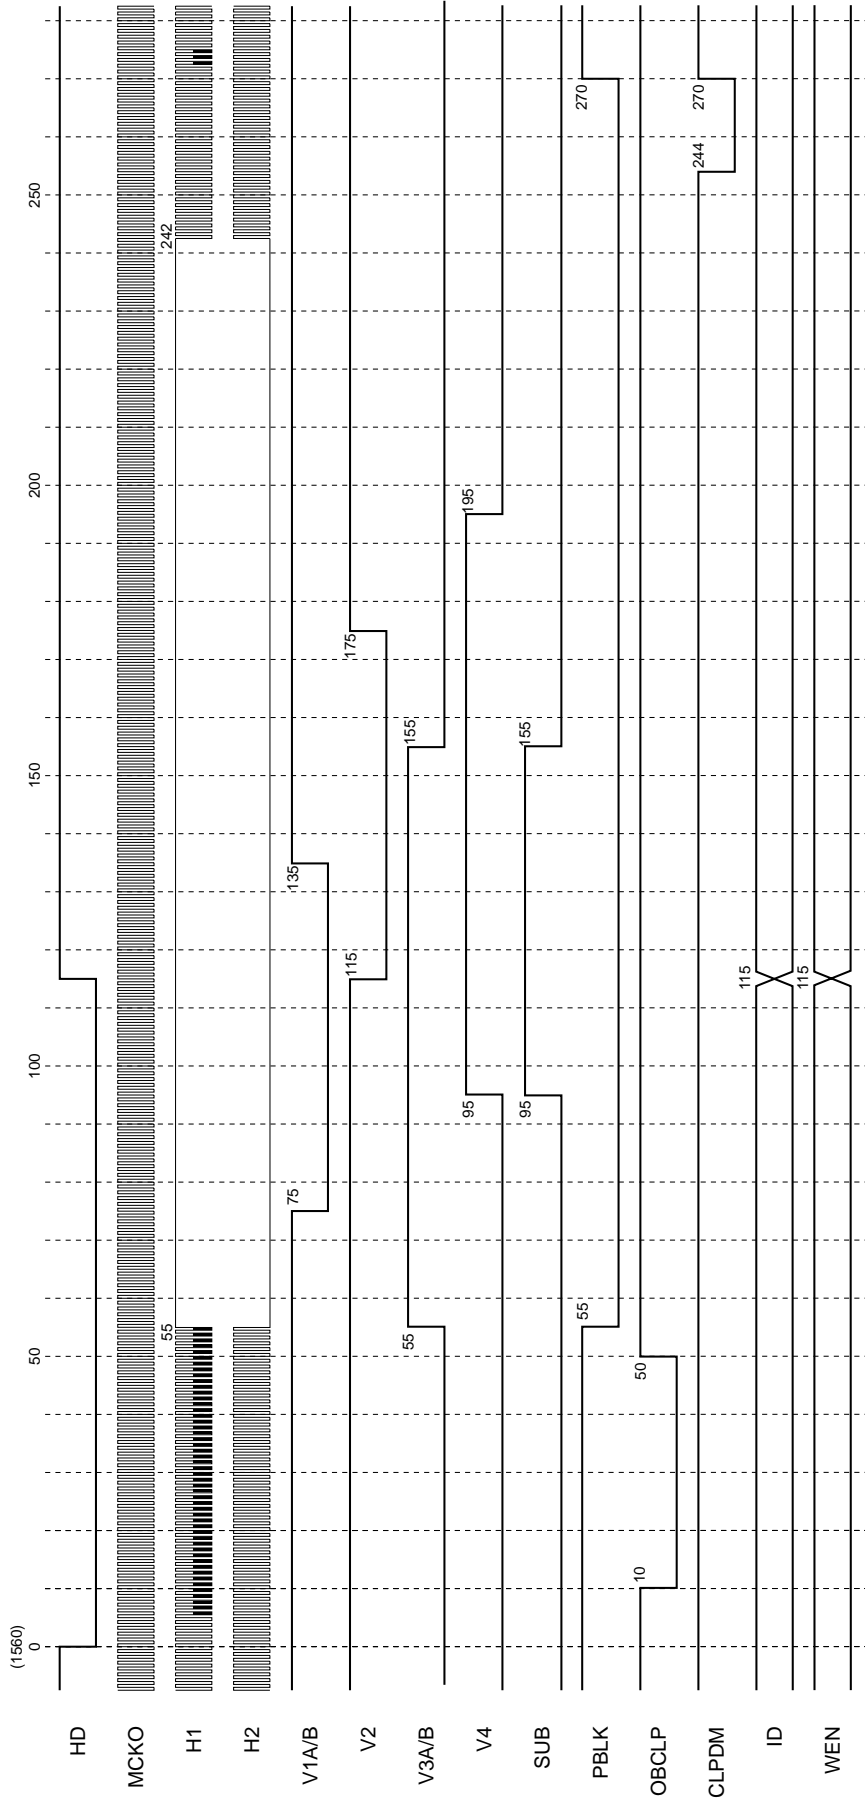 (1560)
0
50
100
150
200
250
HD
MCKO
H1
55
242
H2
V1A/B
75
135
V2
115
175
V3A/B
55
155
V4
95
195
SUB
95
155
PBLK
55
270
OBCLP
10
50
CLPDM
244
270
ID
115
WEN
115